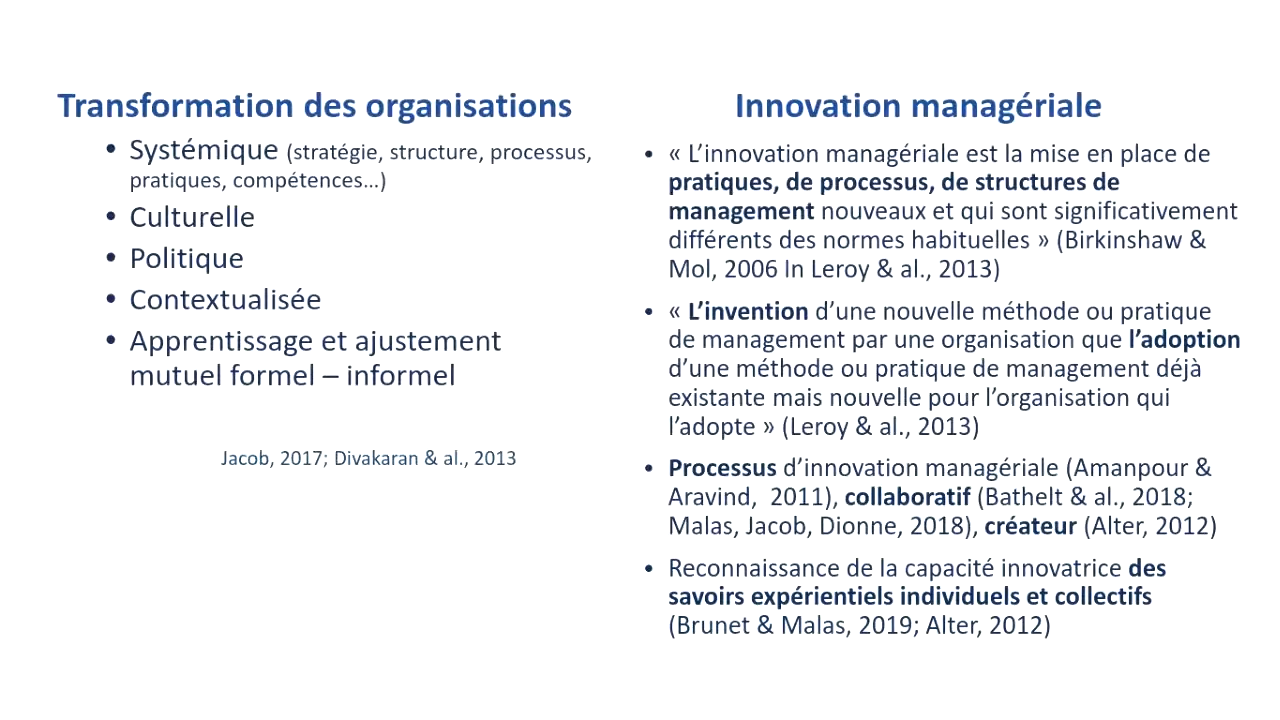 Transformation des organisations
• Systémique (stratégie, structure, processus,
pratiques, compétences…)
• Culturelle
• Politique
• Contextualisée
• Apprentissage et ajustement
mutuel formel – informel
Jacob, 2017; Divakaran & al., 2013
Innovation managériale
• « L’innovation managériale est la mise en place de
pratiques, de processus, de structures de
management nouveaux et qui sont significativement
différents des normes habituelles » (Birkinshaw &
Mol, 2006 In Leroy & al., 2013)
• « L’invention d’une nouvelle méthode ou pratique
de management par une organisation que l’adoption
d’une méthode ou pratique de management déjà
existante mais nouvelle pour l’organisation qui
l’adopte » (Leroy & al., 2013)
• Processus d’innovation managériale (Amanpour &
Aravind, 2011), collaboratif (Bathelt & al., 2018;
Malas, Jacob, Dionne, 2018), créateur (Alter, 2012)
• Reconnaissance de la capacité innovatrice des
savoirs expérientiels individuels et collectifs
(Brunet & Malas, 2019; Alter, 2012)